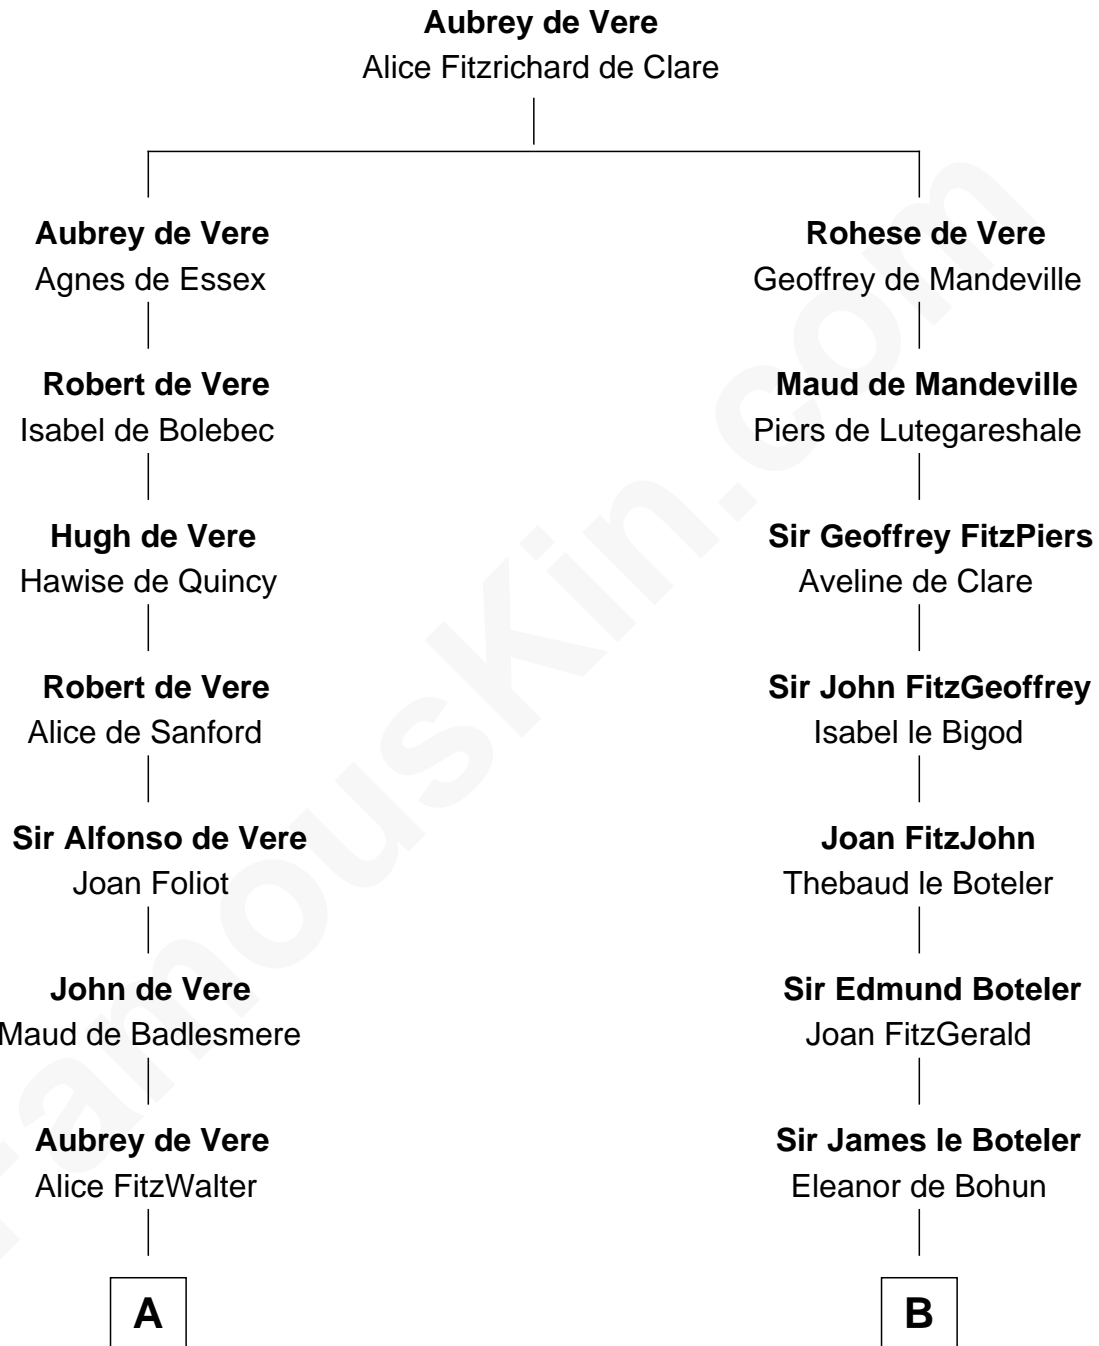 Aubrey de Vere
Alice Fitzrichard de Clare
Aubrey de Vere
Agnes de Essex
Rohese de Vere
Geoffrey de Mandeville
Robert de Vere
Isabel de Bolebec
Maud de Mandeville
Piers de Lutegareshale
Hugh de Vere
Hawise de Quincy
Sir Geoffrey FitzPiers
Aveline de Clare
Robert de Vere
Alice de Sanford
Sir John FitzGeoffrey
Isabel le Bigod
Sir Alfonso de Vere
Joan Foliot
Joan FitzJohn
Thebaud le Boteler
John de Vere
Maud de Badlesmere
Sir Edmund Boteler
Joan FitzGerald
Aubrey de Vere
Alice FitzWalter
Sir James le Boteler
Eleanor de Bohun
A
B
FamousKin.com